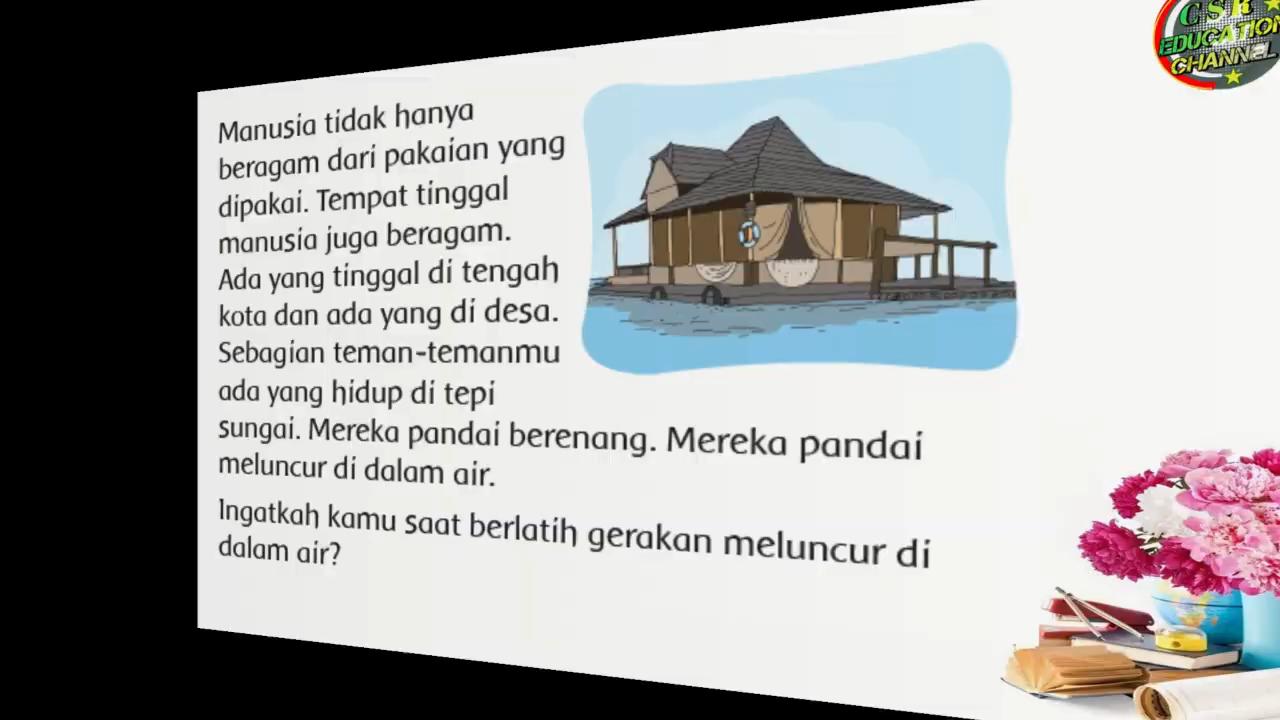 Manusia tidak hanya
beragam dari pakaian yang
dipakai. Tempat tinggal
manusia juga beragam.
Ada yang tinggal di tengah
kota dan ada yang di desa.
Sebagian teman-temanmu
ada yang hidup di tepi
sungai. Mereka pandai berenang. Mereka pandai
meluncur di dalam air.
Ingatkah kamu saat berlatih gerakan meluncur di
dalam air?
CSR
EDUCATION
CHANNEL